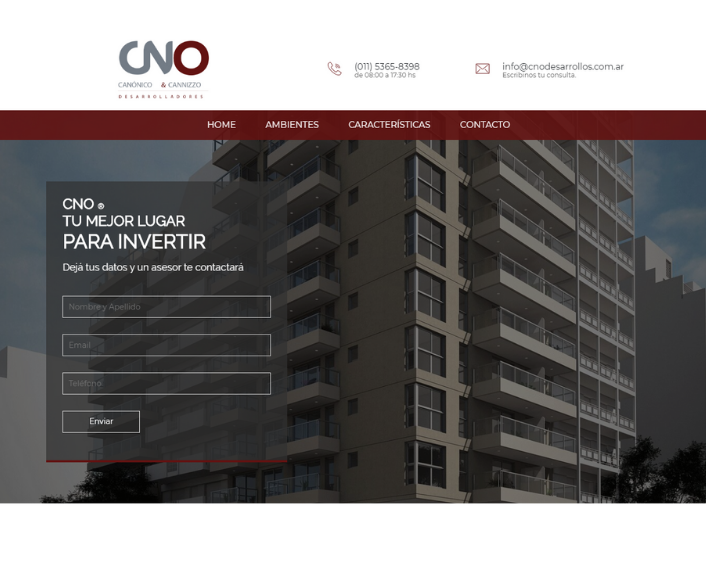 CNO
CANÓNICO & CANNIZZO
DESARROLLADORES
(011) 5365-8398
de 08:00 a 17:30 hs
info@cnodesarrollos.com.ar
Escribinos tu consulta.
HOME AMBIENTES CARACTERÍSTICAS CONTACTO
CNO ®
TU MEJOR LUGAR
PARA INVERTIR
Dejá tus datos y un asesor te contactará
Nombre y Apellido
Email
Teléfono
Enviar